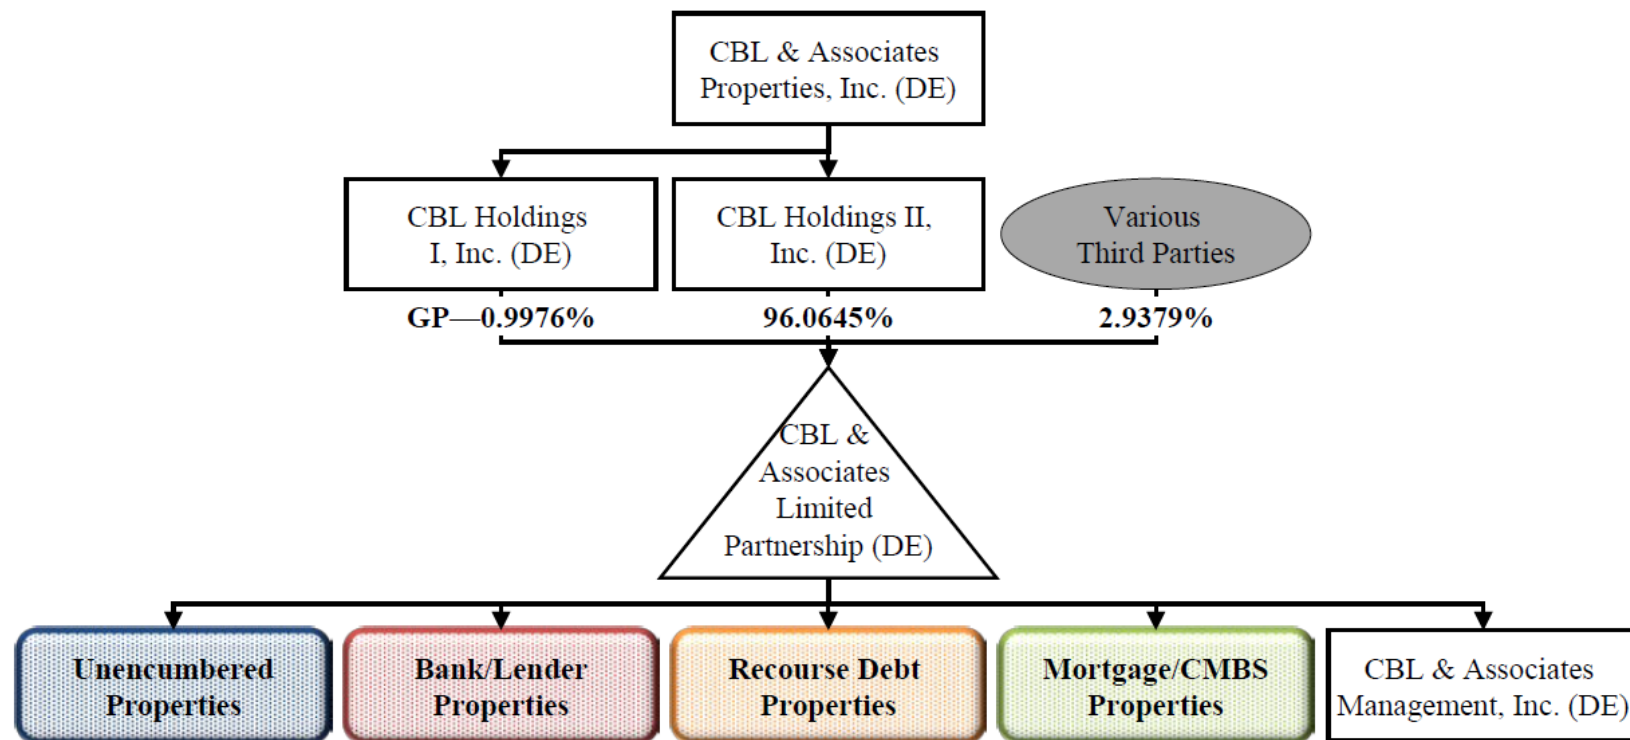 CBL & Associates
Properties, Inc. (DE)
CBL Holdings
I, Inc. (DE)
CBL Holdings II,
Inc. (DE)
Various
Third Parties
GP—0.9976%
96.0645%
2.9379%
CBL &
Associates
Limited
Partnership (DE)
Unencumbered
Properties
Bank/Lender
Properties
Recourse Debt
Properties
Mortgage/CMBS
Properties
CBL & Associates
Management, Inc. (DE)